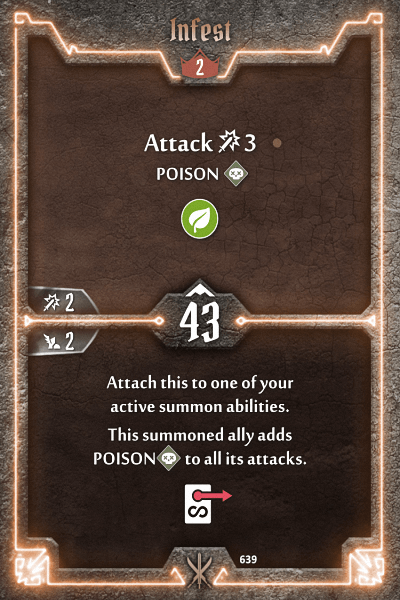 Infest
2
Attack 3
POISON
2
43
2
Attach this to one of your
active summon abilities.
This summoned ally adds
POISON to all its attacks.
639